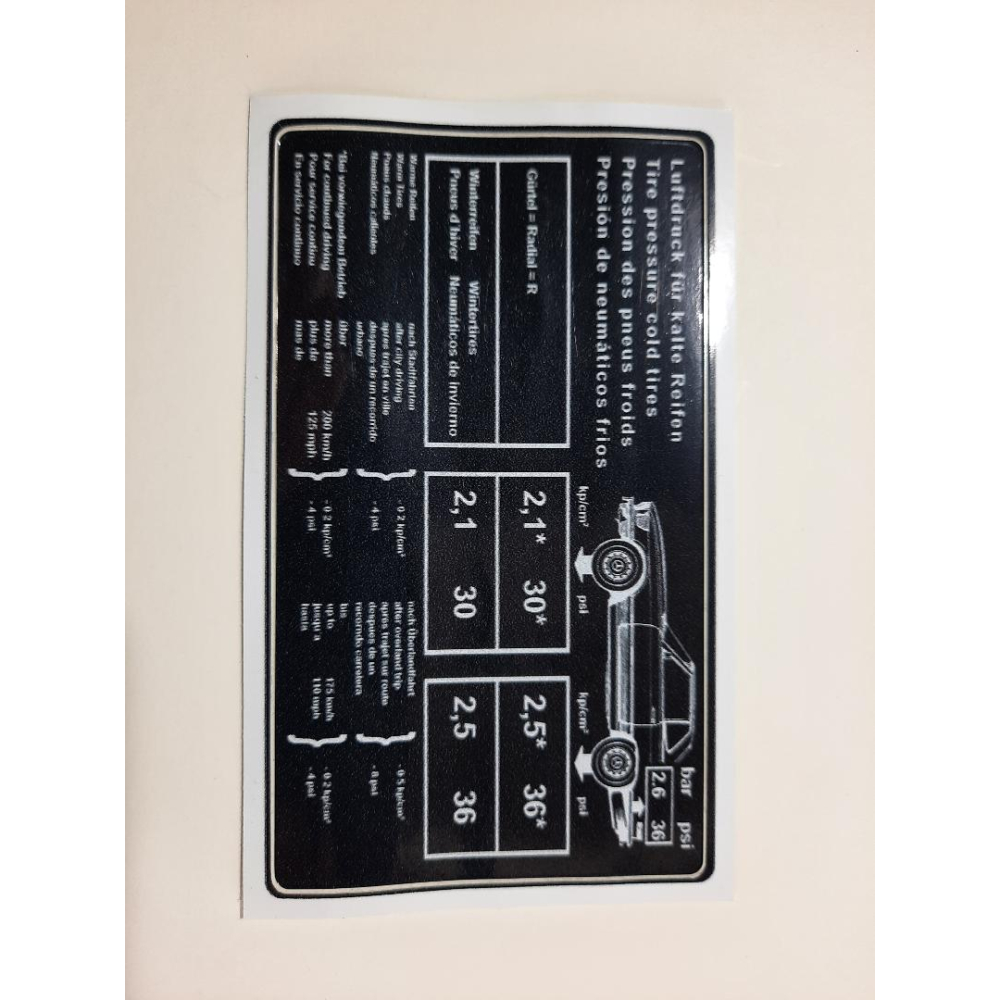 Luftdruck für kalte Reifen
Tire pressure cold tires
Pression des pneus froids
Presión de neumáticos frios
bar psi
2.6 36
kp/cm² psi
kp/cm² psi
Gürtel = Radial = R
2,1* 30*
2,5* 36*
Winterreifen Wintertires
Pneus d'hiver Neumáticos de invierno
2,1 30
2,5 36
Warme Reifen
Warm Tires
Pneus chauds
Neumáticos calientes
nach Stadtfahrten
after city driving
apres trajet en ville
despues de un recorrido
urbano
- 0·2 kp/cm²
- 4 psi
nach Überlandfahrt
after overland trip
apres trajet sur route
despues de un
recorrido carretera
- 0·5 kp/cm²
- 8 psi
*Bei vorwiegendem Betrieb
For continued driving
Pour service continu
En servicio continuo
über
more than 200 km/h
plus de 125 mph
mas de
- 0·2 kp/cm²
- 4 psi
bis
up to 175 km/h
jusqu'a 110 mph
hasta
- 0·2 kp/cm²
- 4 psi